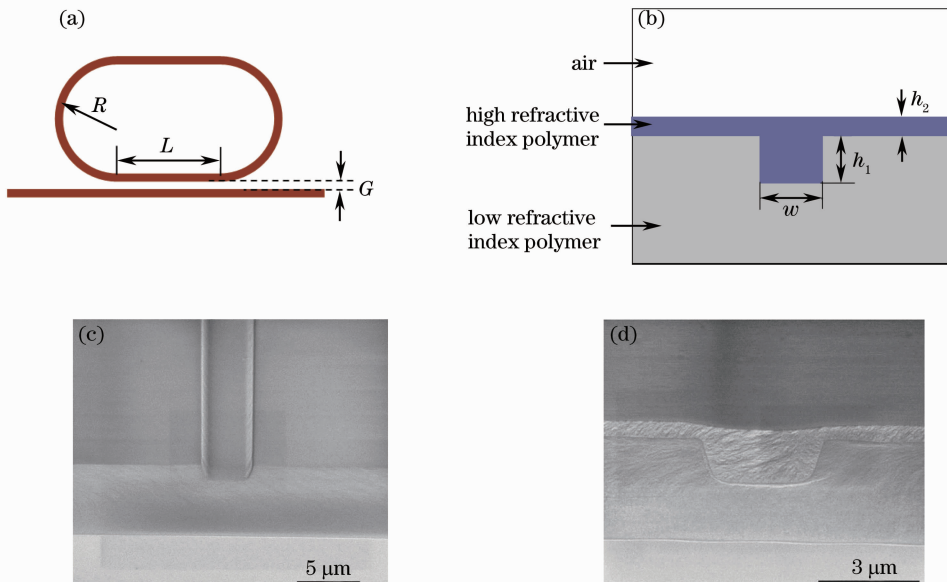 (a)
R
L
G
(b)
air
high refractive
index polymer
low refractive
index polymer
h₂
h₁
w
(c)
5 μm
(d)
3 μm